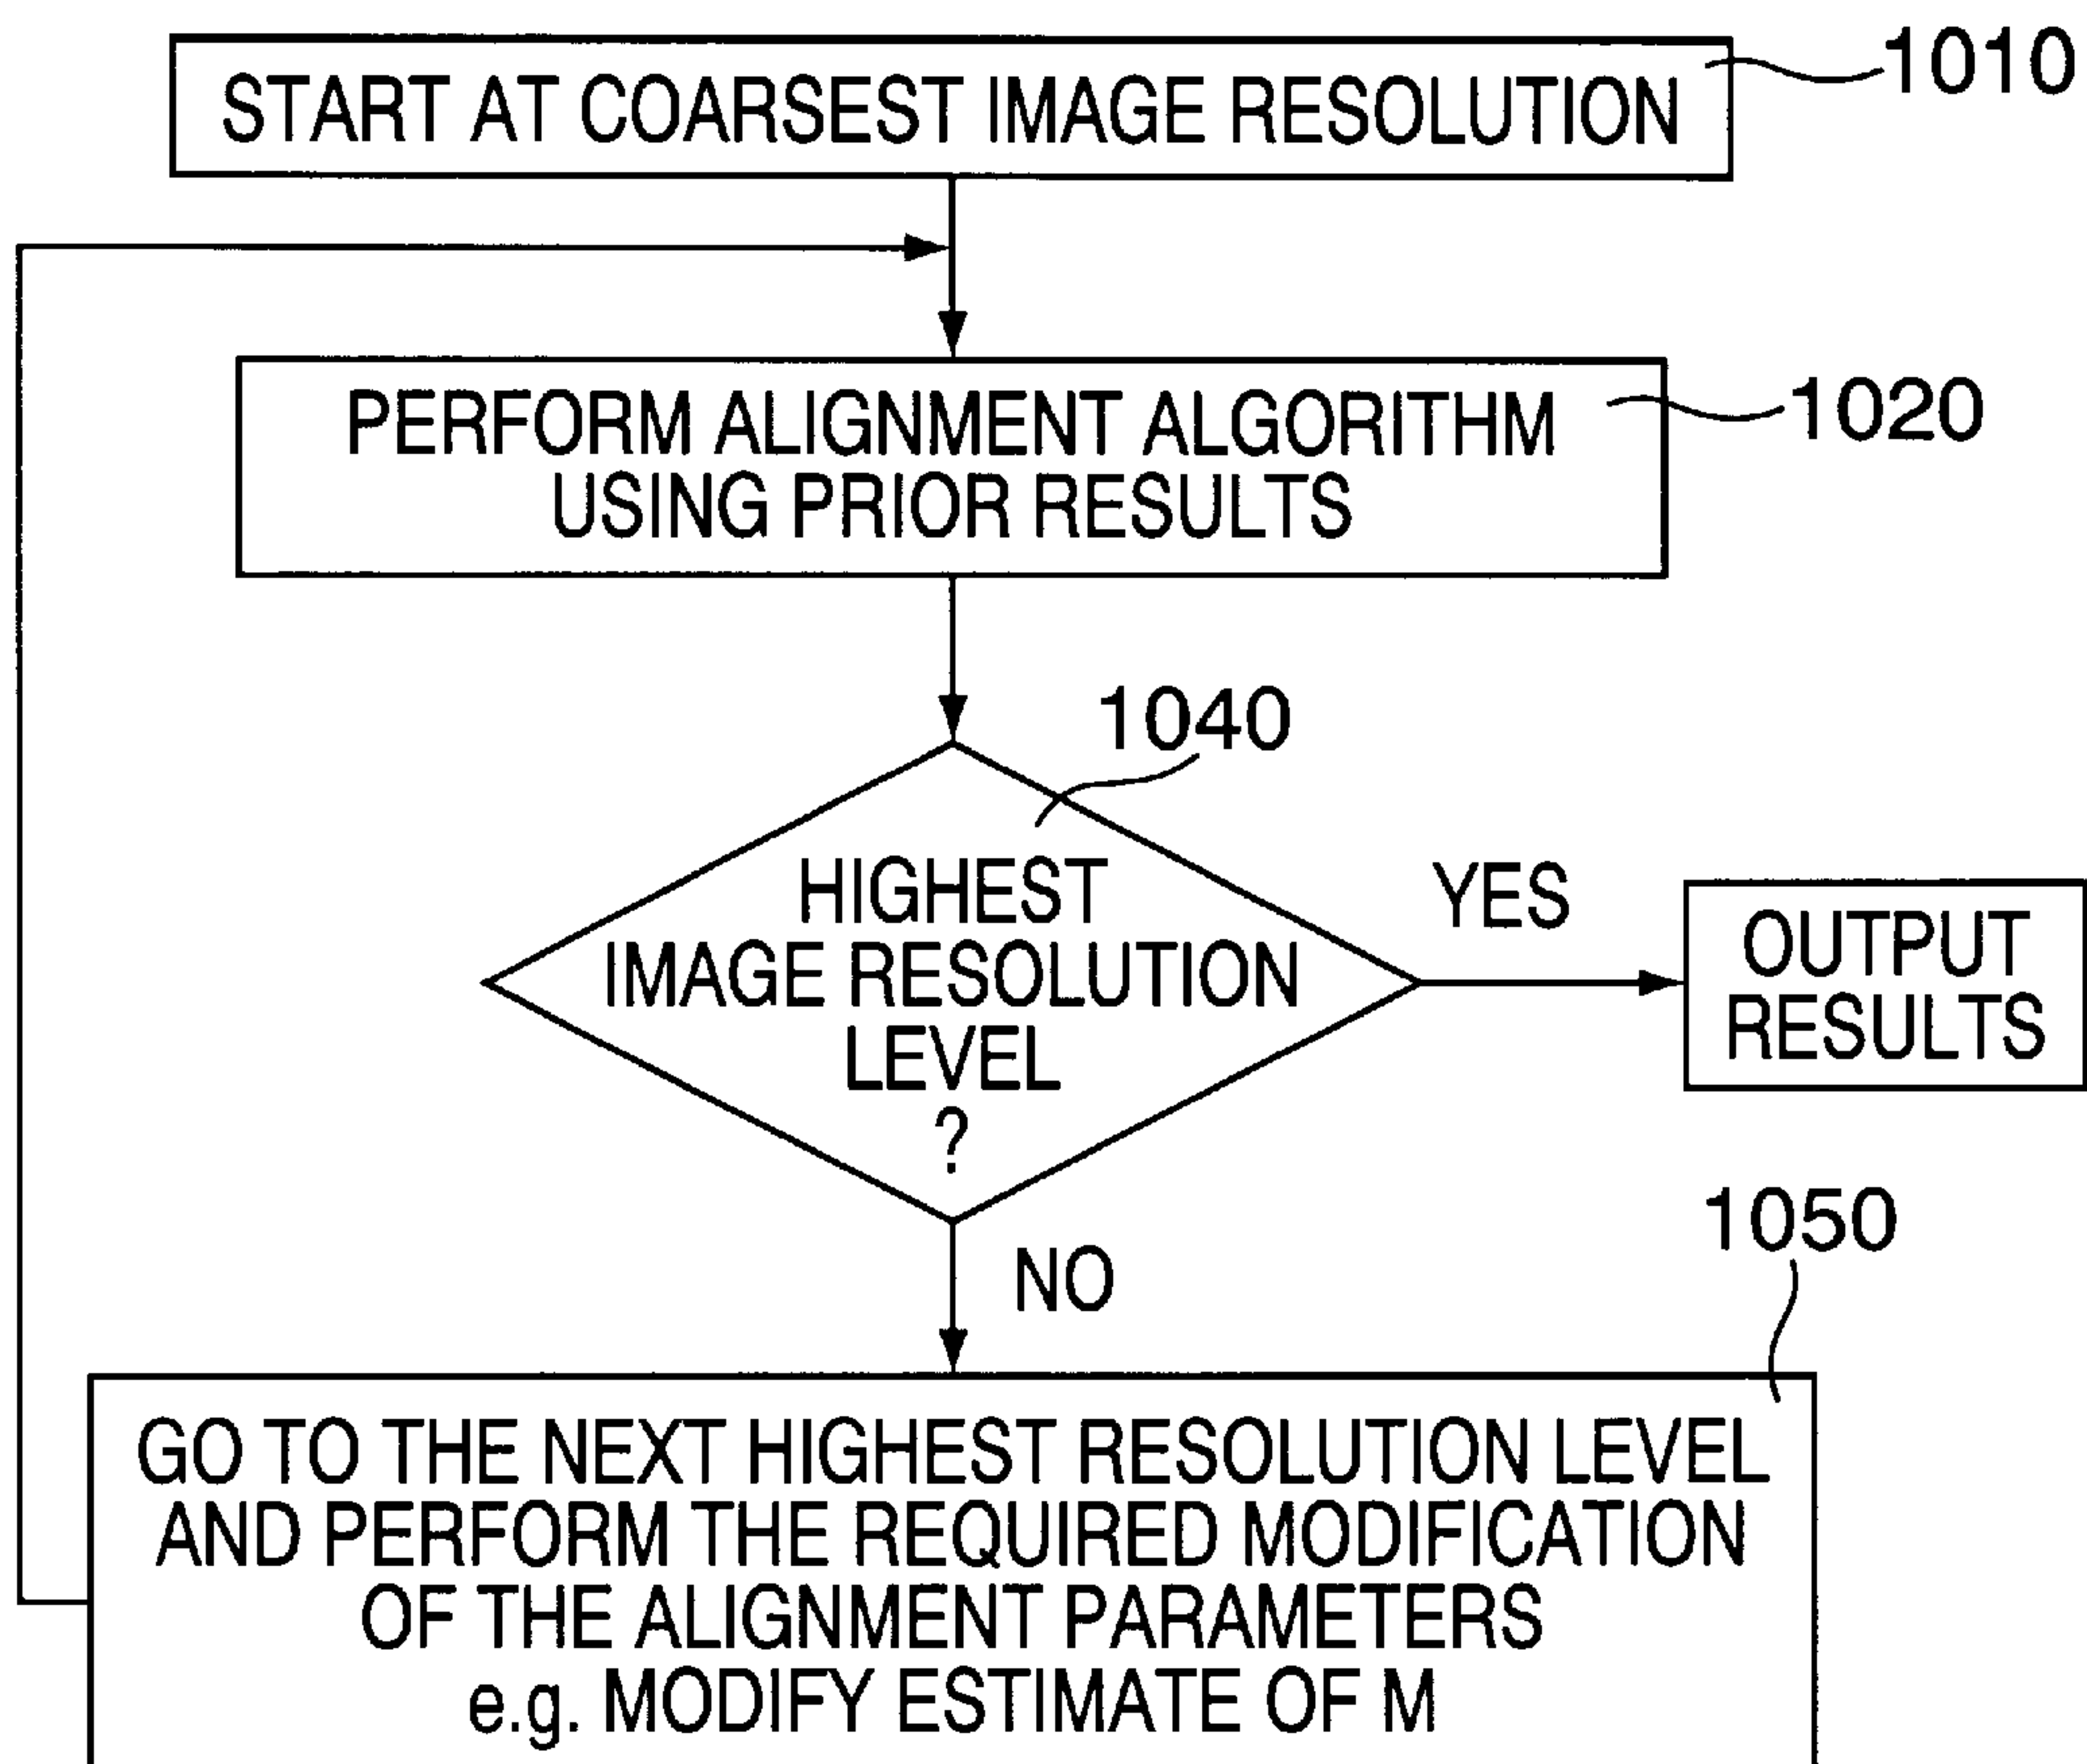 START AT COARSEST IMAGE RESOLUTION
1010
PERFORM ALIGNMENT ALGORITHM
USING PRIOR RESULTS
1020
1040
HIGHEST
IMAGE RESOLUTION
LEVEL
?
YES
OUTPUT
RESULTS
NO
1050
GO TO THE NEXT HIGHEST RESOLUTION LEVEL
AND PERFORM THE REQUIRED MODIFICATION
OF THE ALIGNMENT PARAMETERS
e.g. MODIFY ESTIMATE OF M